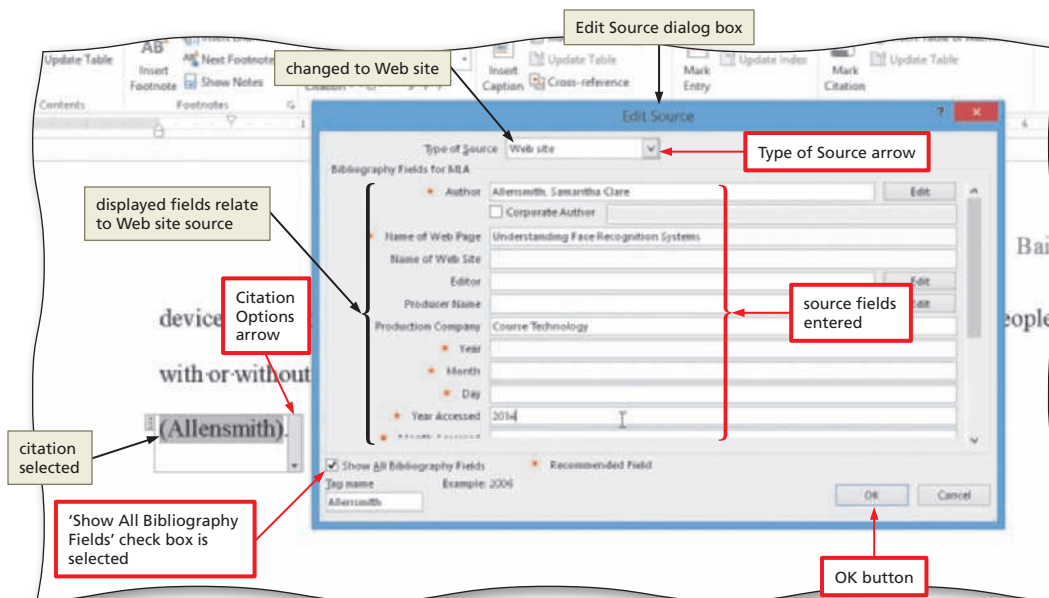 Edit Source dialog box
Update Table
AB
Insert
Footnote
Next Footnote
Show Notes
changed to Web site
Insert
Caption
Update Table
Cross-reference
Mark
Entry
Update Index
Mark
Citation
Update Table
Contents
Footnotes
Edit Source
Type of Source
Web site
Type of Source arrow
Bibliography Fields for MLA
Author
Allensmith, Samantha Clare
Edit
Corporate Author
displayed fields relate
to Web site source
Name of Web Page
Understanding Face Recognition Systems
Name of Web Site
Bai
Editor
Edit
Producer Name
Citation
Options
arrow
source fields
entered
device
Production Company
Course Technology
eople
Year
Month
with·or·without
Day
Year Accessed
2014
(Allensmith).
citation
selected
Show All Bibliography Fields
Recommended Field
Tag name
Example: 2006
Allensmith
OK
Cancel
'Show All Bibliography
Fields' check box is
selected
OK button